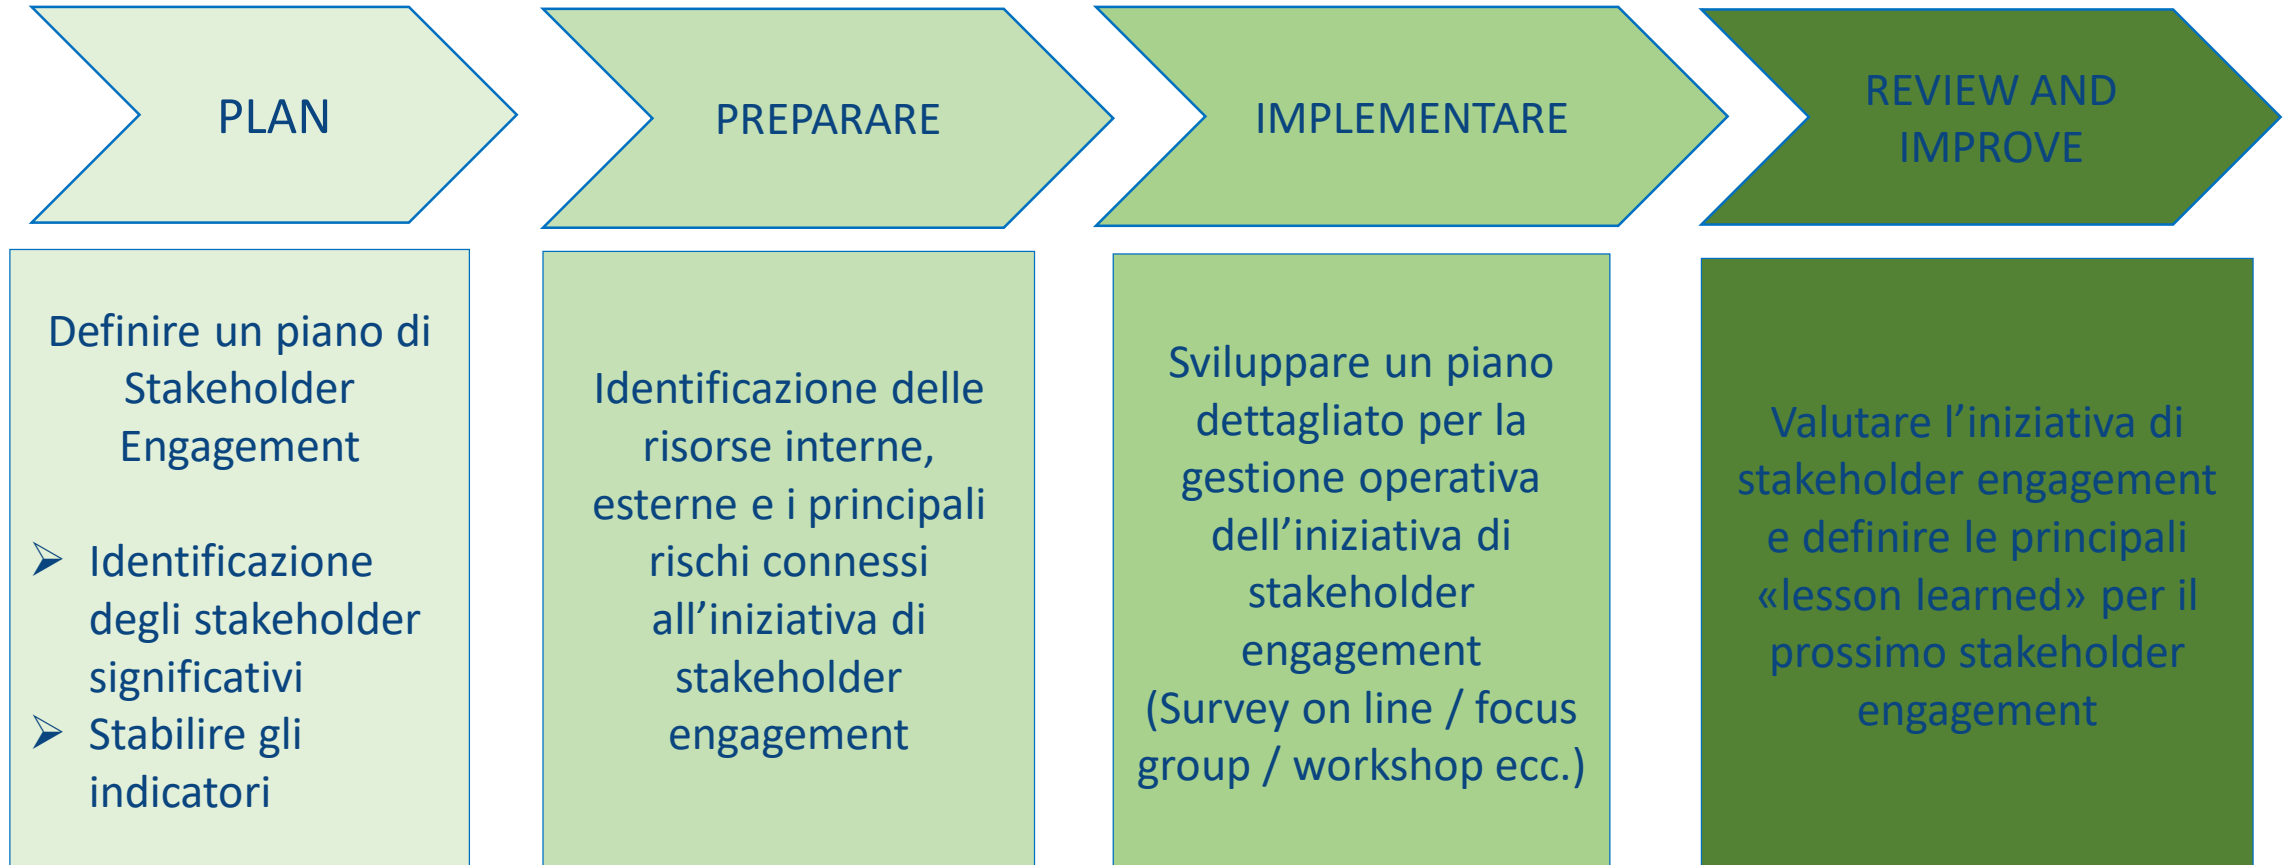 PLAN
PREPARARE
IMPLEMENTARE
REVIEW AND
IMPROVE
Definire un piano di
Stakeholder
Engagement
➢ Identificazione
degli stakeholder
significativi
➢ Stabilire gli
indicatori
Identificazione delle
risorse interne,
esterne e i principali
rischi connessi
all’iniziativa di
stakeholder
engagement
Sviluppare un piano
dettagliato per la
gestione operativa
dell’iniziativa di
stakeholder
engagement
(Survey on line / focus
group / workshop ecc.)
Valutare l’iniziativa di
stakeholder engagement
e definire le principali
«lesson learned» per il
prossimo stakeholder
engagement